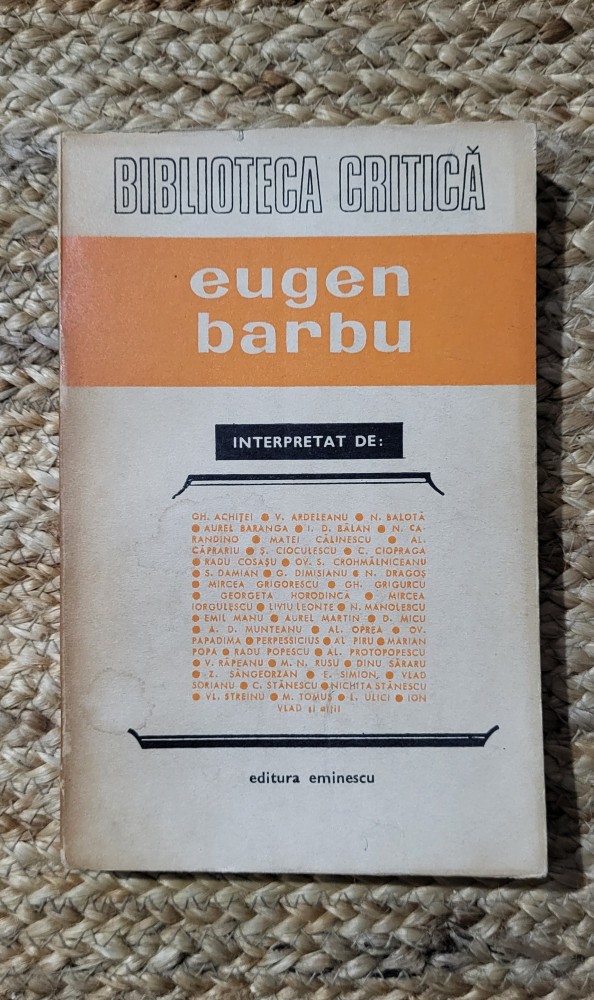 BIBLIOTECA CRITICĂ
eugen
barbu
INTERPRETAT DE:
GH. ACHIȚEI ● V. ARDELEANU ● N. BALOTĂ
● AUREL BARANGA ● I. D. BĂLAN ● N. CA-
RANDINO ● MATEI CĂLINESCU ● AL.
CĂPRARIU ● Ș. CIOCULESCU ● C. CIOPRAGA
● RADU COSAȘU ● OV. S. CROHMĂLNICEANU
● S. DAMIAN ● G. DIMISIANU ● N. DRAGOȘ
● MIRCEA GRIGORESCU ● GH. GRIGURCU
● GEORGETA HORODINCA ● MIRCEA
IORGULESCU ● LIVIU LEONTE ● N. MANOLESCU
● EMIL MANU ● AUREL MARTIN ● D. MICU
● A. D. MUNTEANU ● AL. OPREA ● OV.
PAPADIMA ● PERPESSICIUS ● AL PIRU ● MARIAN
POPA ● RADU POPESCU ● AL. PROTOPOPESCU
● V. RÂPEANU ● M. N. RUSU ● DINU SĂRARU
● Z. SÂNGEORZAN ● E. SIMION, ● VLAD
SORIANU ● C. STĂNESCU ● NICHITA STĂNESCU
● VL. STREINU ● M. TOMUȘ ● L. ULICI ● ION
VLAD și alții
editura eminescu